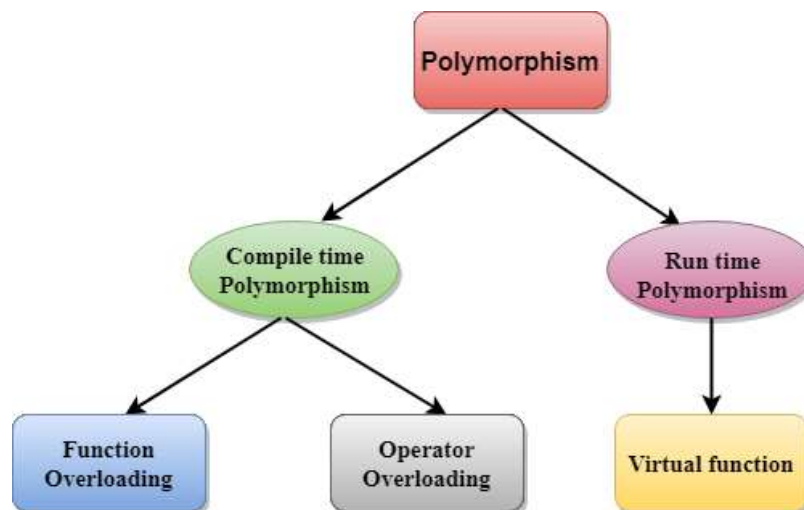 Polymorphism
Compile time
Polymorphism
Run time
Polymorphism
Function
Overloading
Operator
Overloading
Virtual function